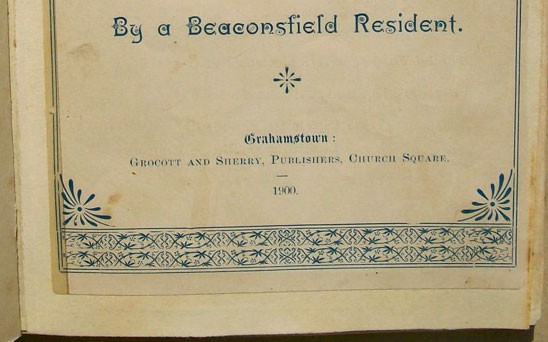 By a Beaconsfield Resident.
Grahamstown:
Grocott and Sherry, Publishers, Church Square.
1900.